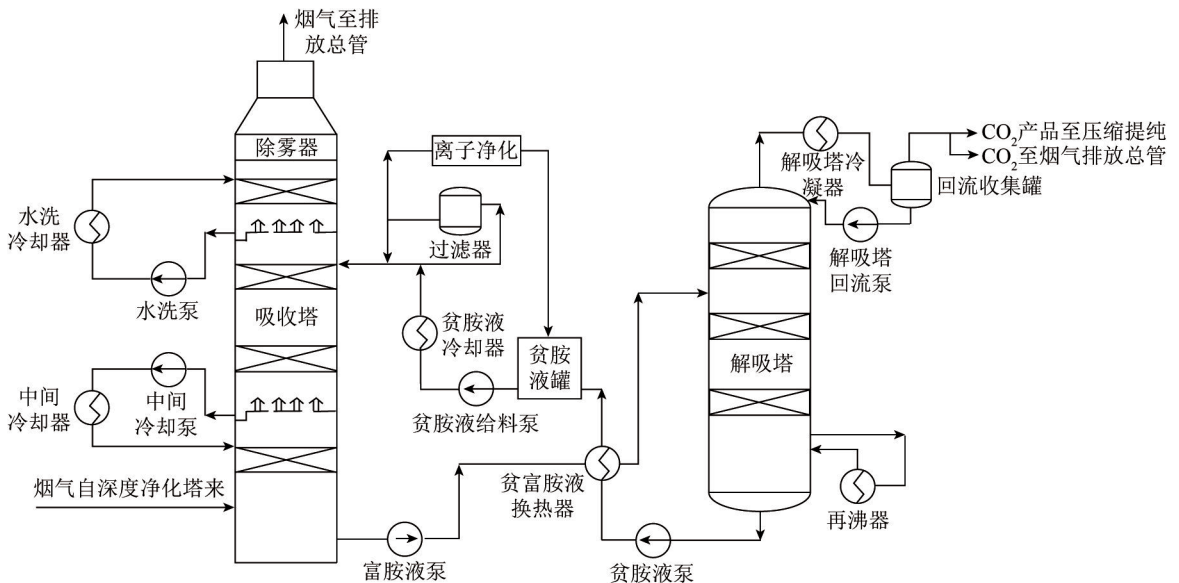 烟气至排
放总管
除雾器
离子净化
CO₂产品至压缩提纯
CO₂至烟气排放总管
解吸塔冷
凝器
回流收集罐
水洗
冷却器
过滤器
解吸塔
回流泵
水洗泵
吸收塔
贫胺液
冷却器
贫胺
液罐
解吸塔
中间
冷却器
中间
冷却泵
贫胺液给料泵
烟气自深度净化塔来
贫富胺液
换热器
再沸器
富胺液泵
贫胺液泵